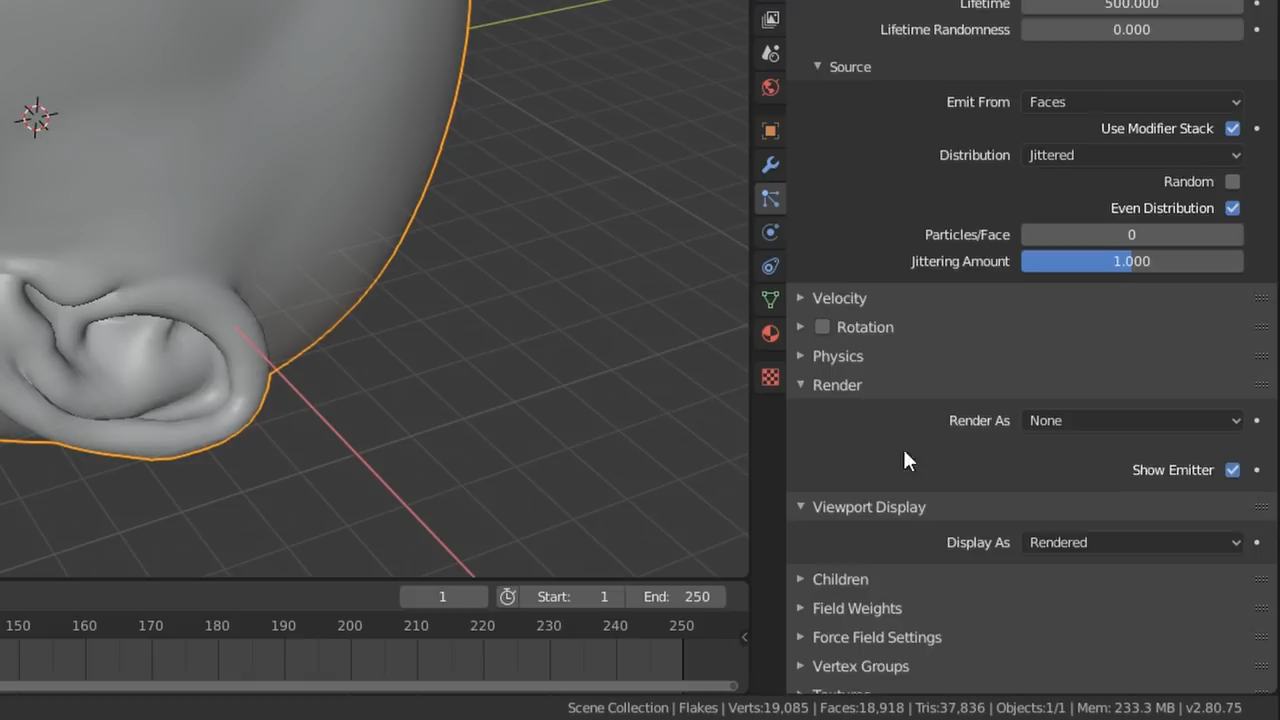 Lifetime 500.000
Lifetime Randomness 0.000
Source
Emit From Faces
Use Modifier Stack
Distribution Jittered
Random
Even Distribution
Particles/Face 0
Jittering Amount 1.000
Velocity
Rotation
Physics
Render
Render As None
Show Emitter
Viewport Display
Display As Rendered
Children
Field Weights
Force Field Settings
Vertex Groups
Textures
1 Start: 1 End: 250
150 160 170 180 190 200 210 220 230 240 250
Scene Collection | Flakes | Verts:19,085 | Faces:18,918 | Tris:37,836 | Objects:1/1 | Mem: 233.3 MB | v2.80.75